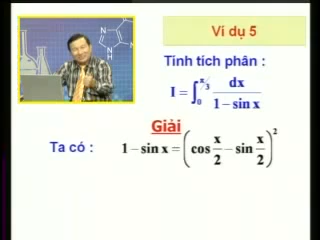 Ví dụ 5
Tính tích phân :
I = ∫₀^{π/3} dx / (1 − sin x)
Giải
Ta có : 1 − sin x = (cos x/2 − sin x/2)²